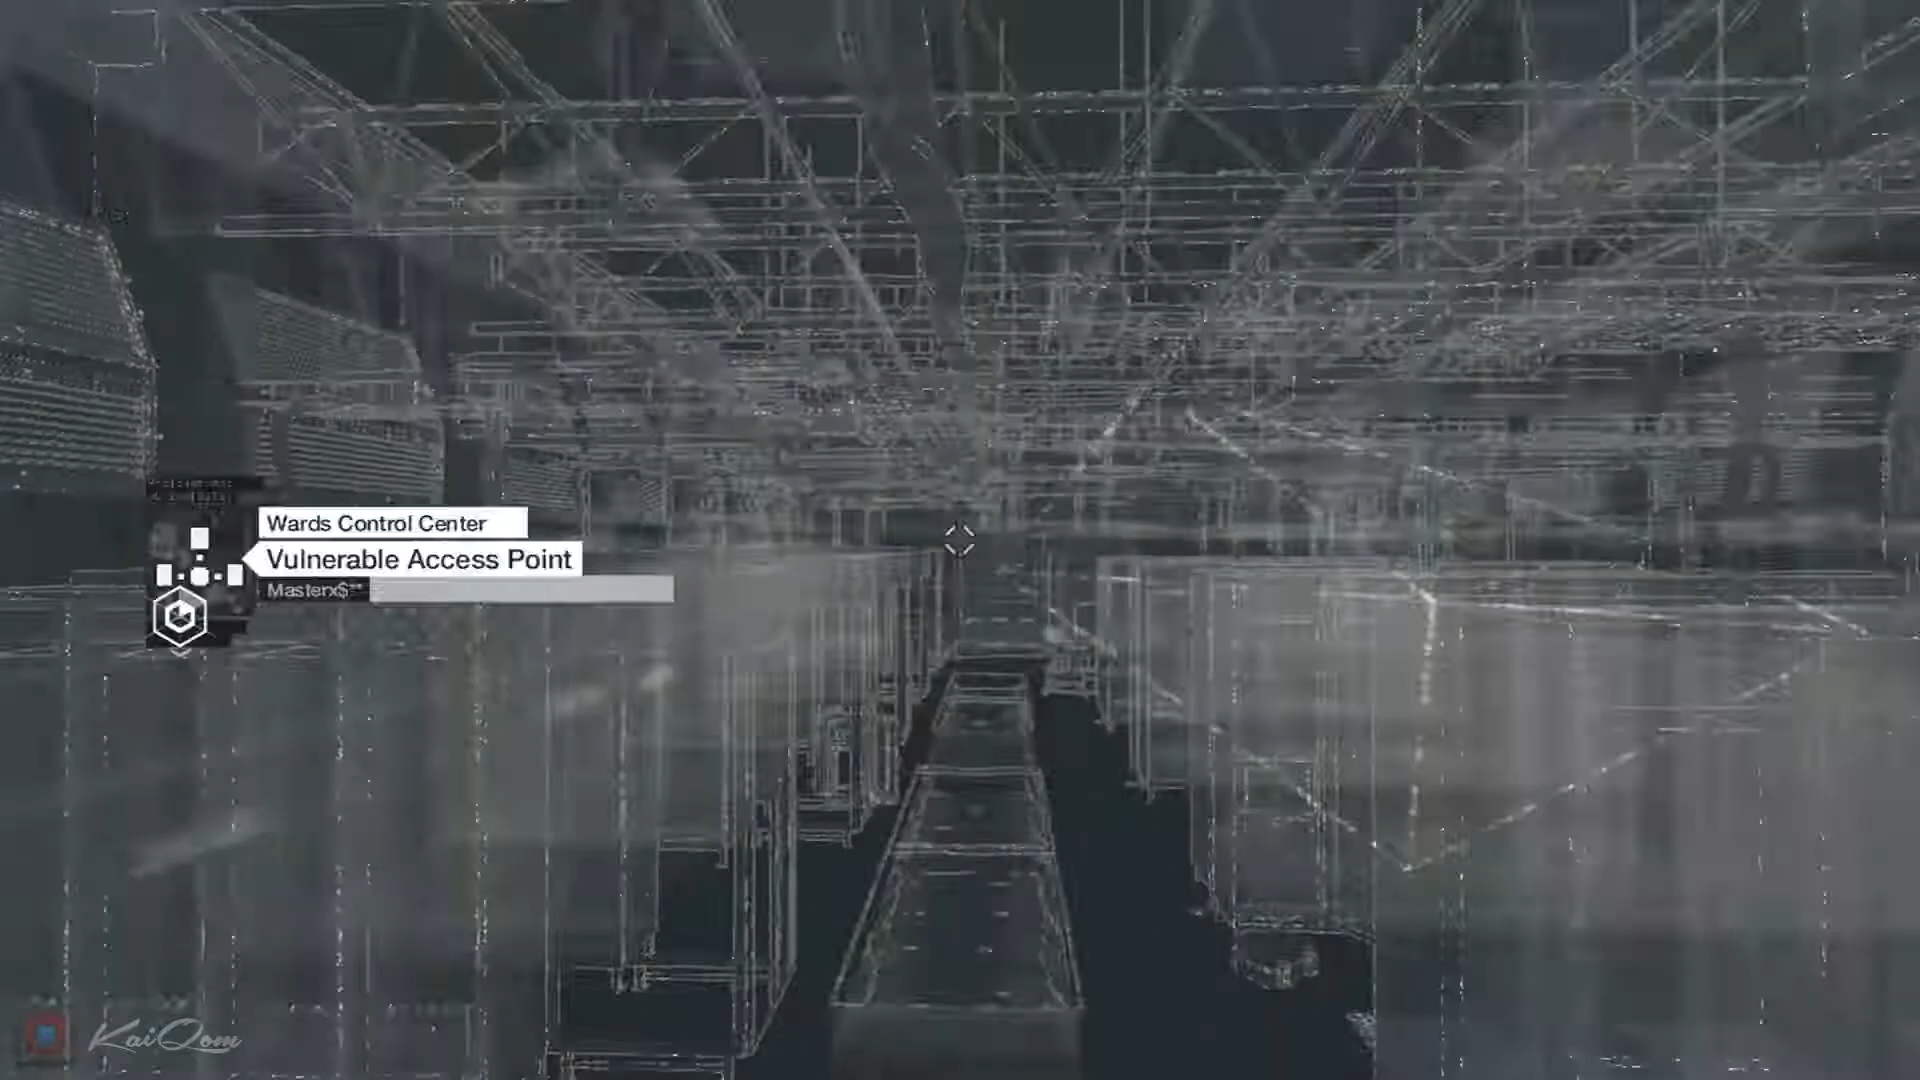 Wards Control Center
Vulnerable Access Point
Masterx$**
KaiQom